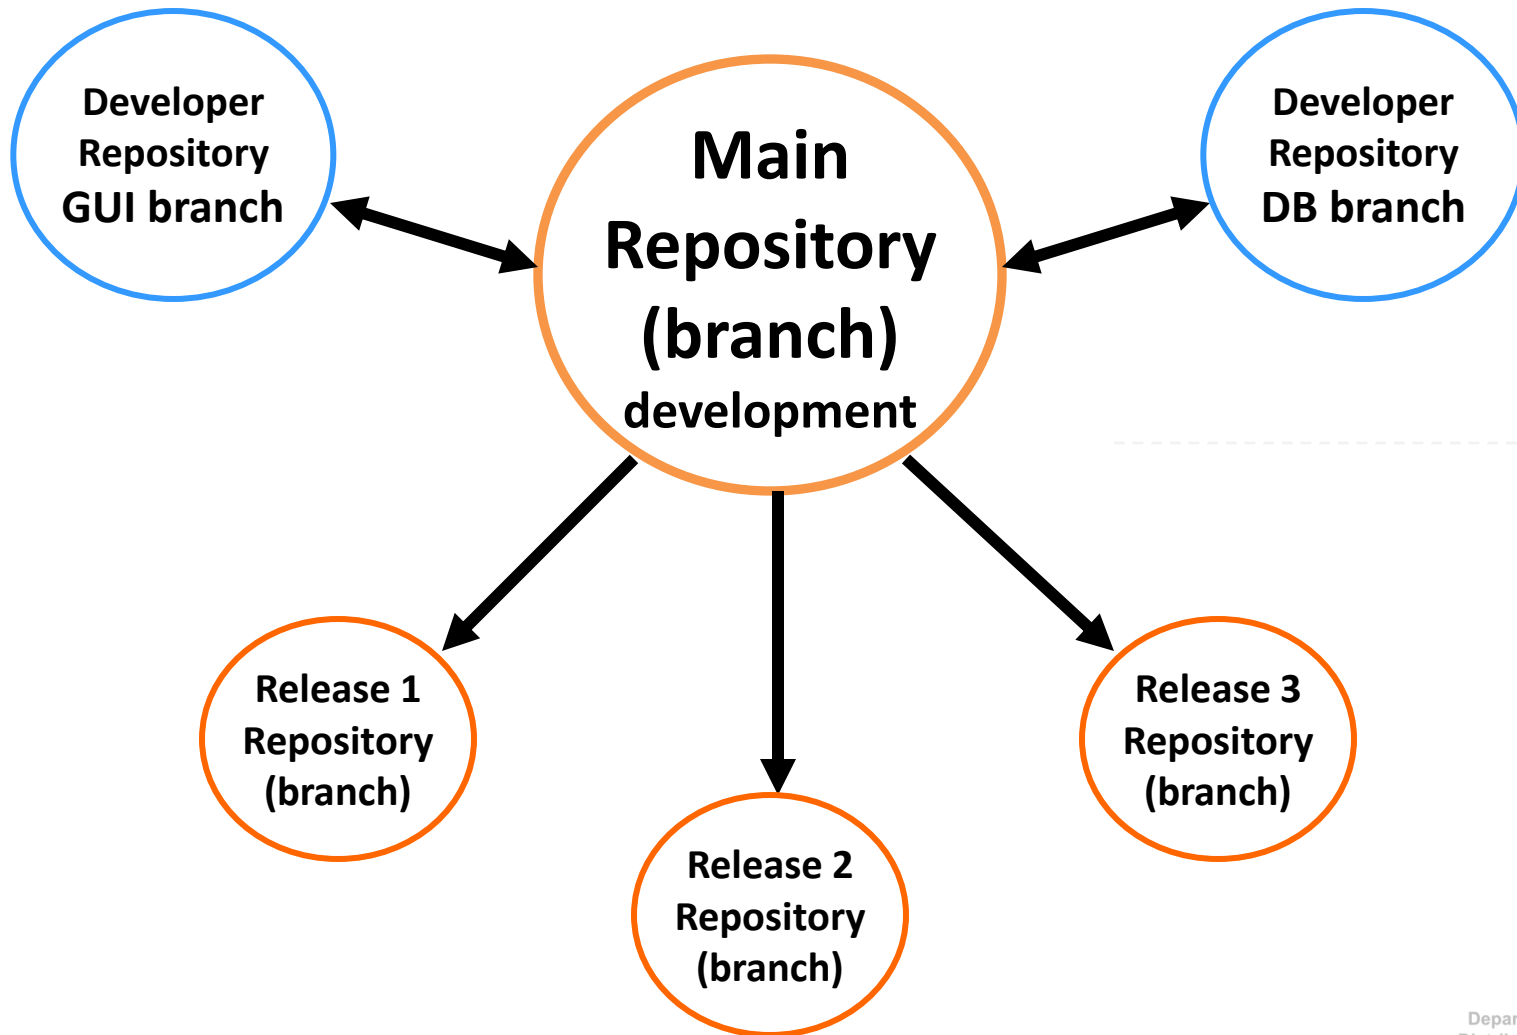 Developer
Repository
GUI branch
Main
Repository
(branch)
development
Developer
Repository
DB branch
Release 1
Repository
(branch)
Release 2
Repository
(branch)
Release 3
Repository
(branch)
Depar